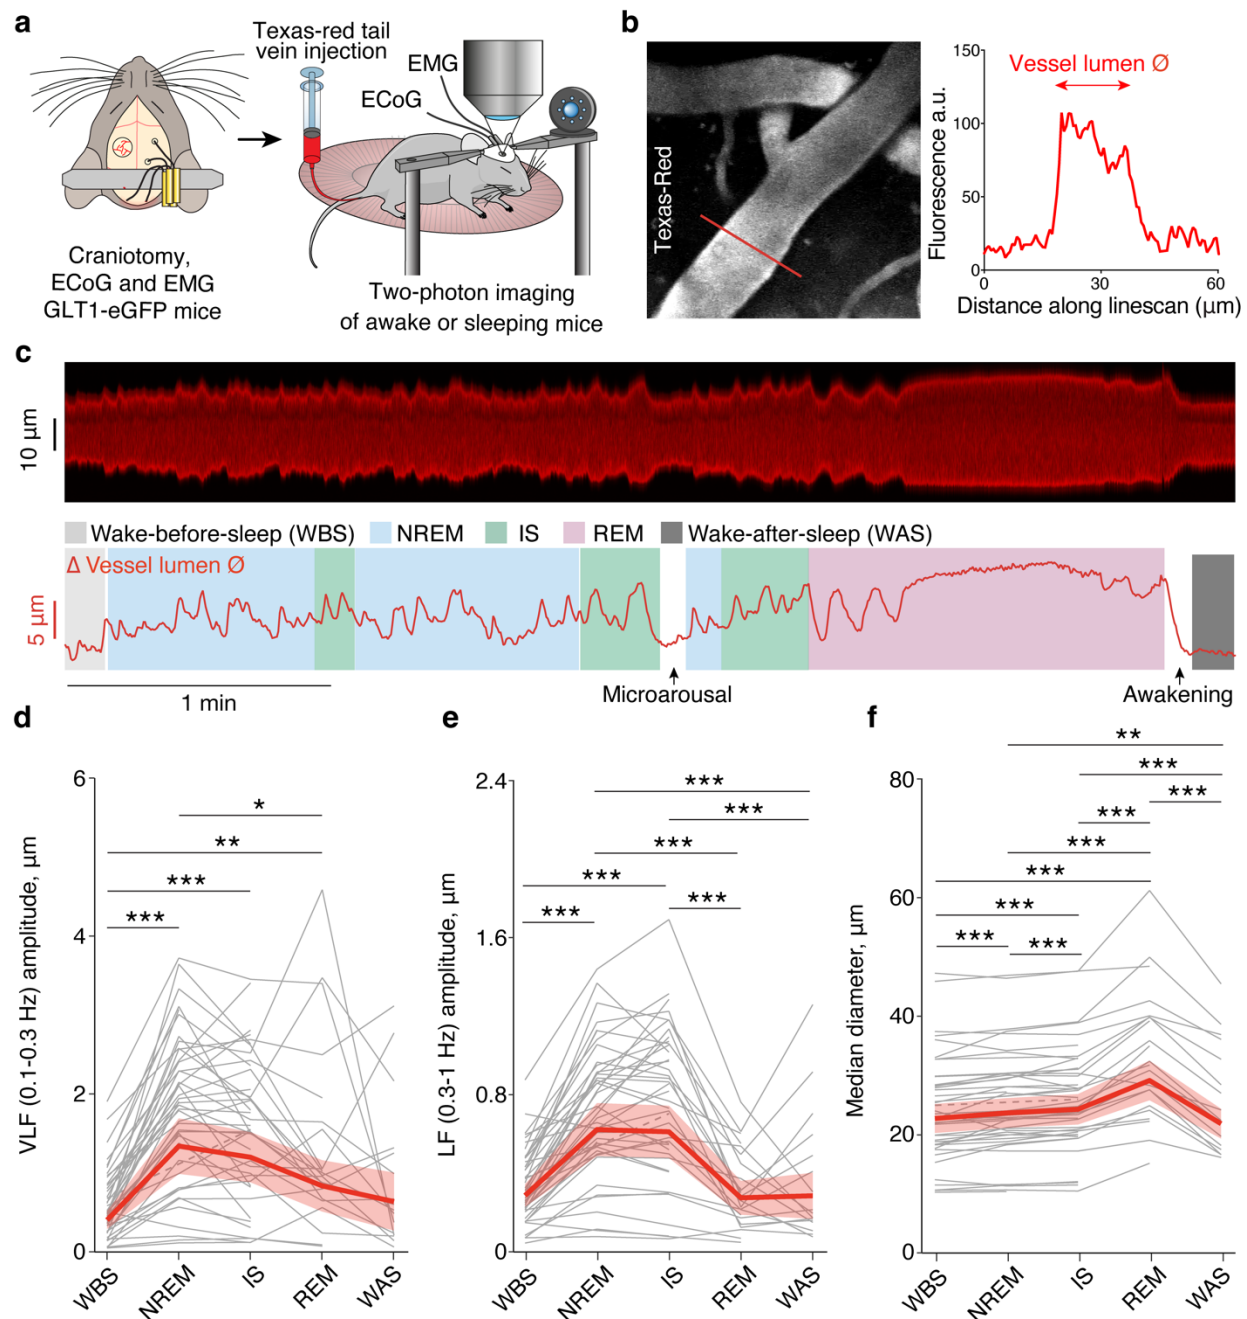 a
Texas-red tail
vein injection
EMG
ECoG
Craniotomy,
ECoG and EMG
GLT1-eGFP mice
Two-photon imaging
of awake or sleeping mice
b
Texas-Red
Vessel lumen Ø
Fluorescence a.u.
150
100
50
0
0 30 60
Distance along linescan (µm)
c
10 µm
Wake-before-sleep (WBS) NREM IS REM Wake-after-sleep (WAS)
Δ Vessel lumen Ø
5 µm
1 min
Microarousal
Awakening
d
VLF (0.1-0.3 Hz) amplitude, µm
6
4
2
0
*
**
***
***
WBS NREM IS REM WAS
e
LF (0.3-1 Hz) amplitude, µm
2.4
1.6
0.8
0
***
***
***
***
*** ***
WBS NREM IS REM WAS
f
Median diameter, µm
80
60
40
20
0
**
***
***
***
***
***
***
*** ***
WBS NREM IS REM WAS